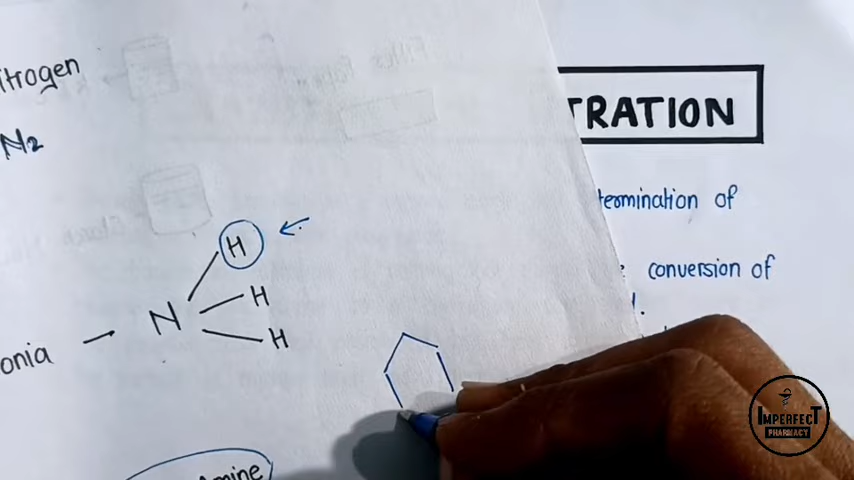 itrogen
N2
TRATION
termination of
conversion of
H
N H
H
onia
Amine
IMPERFECT
PHARMACY